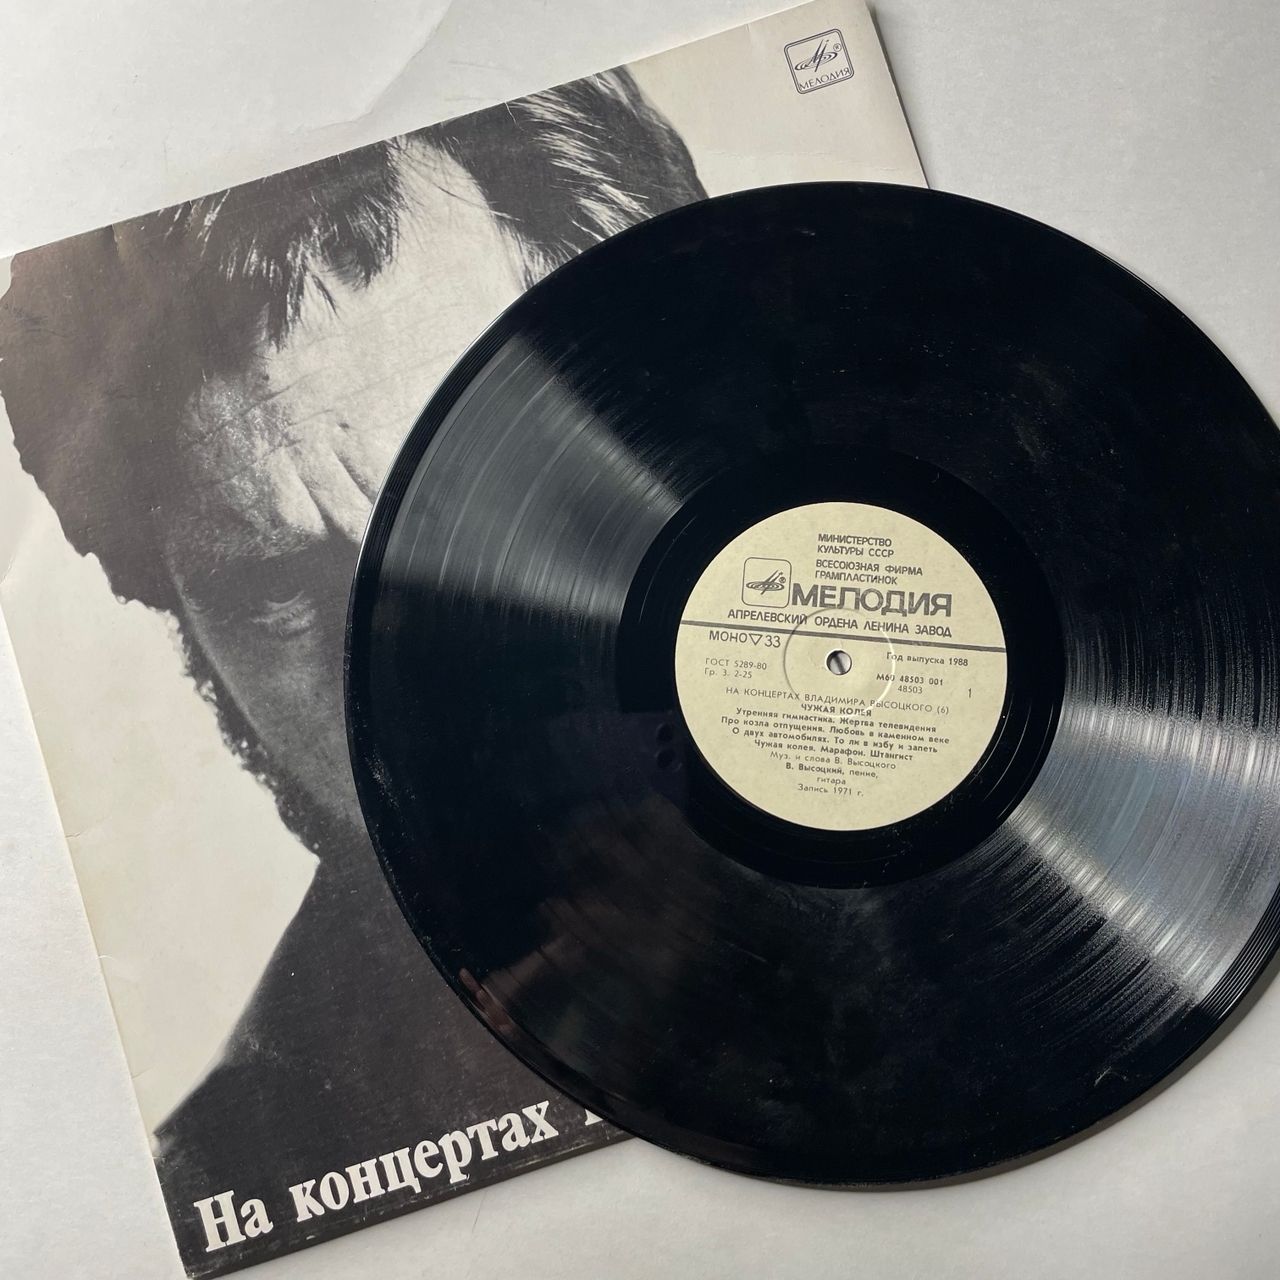 МЕЛОДИЯ
МИНИСТЕРСТВО
КУЛЬТУРЫ СССР
ВСЕСОЮЗНАЯ ФИРМА
ГРАМПЛАСТИНОК
МЕЛОДИЯ
АПРЕЛЕВСКИЙ ОРДЕНА ЛЕНИНА ЗАВОД
МОНО ▽ 33
Год выпуска 1988
ГОСТ 5289-80
Гр. 3. 2-25
М60 48503 001
48503
1
НА КОНЦЕРТАХ ВЛАДИМИРА ВЫСОЦКОГО (6)
ЧУЖАЯ КОЛЕЯ
Утренняя гимнастика. Жертва телевидения
Про козла отпущения. Любовь в каменном веке
О двух автомобилях. То ли в избу и запеть
Чужая колея. Марафон. Штангист
Муз. и слова В. Высоцкого
В. Высоцкий, пение,
гитара
Запись 1971 г.
На концертах